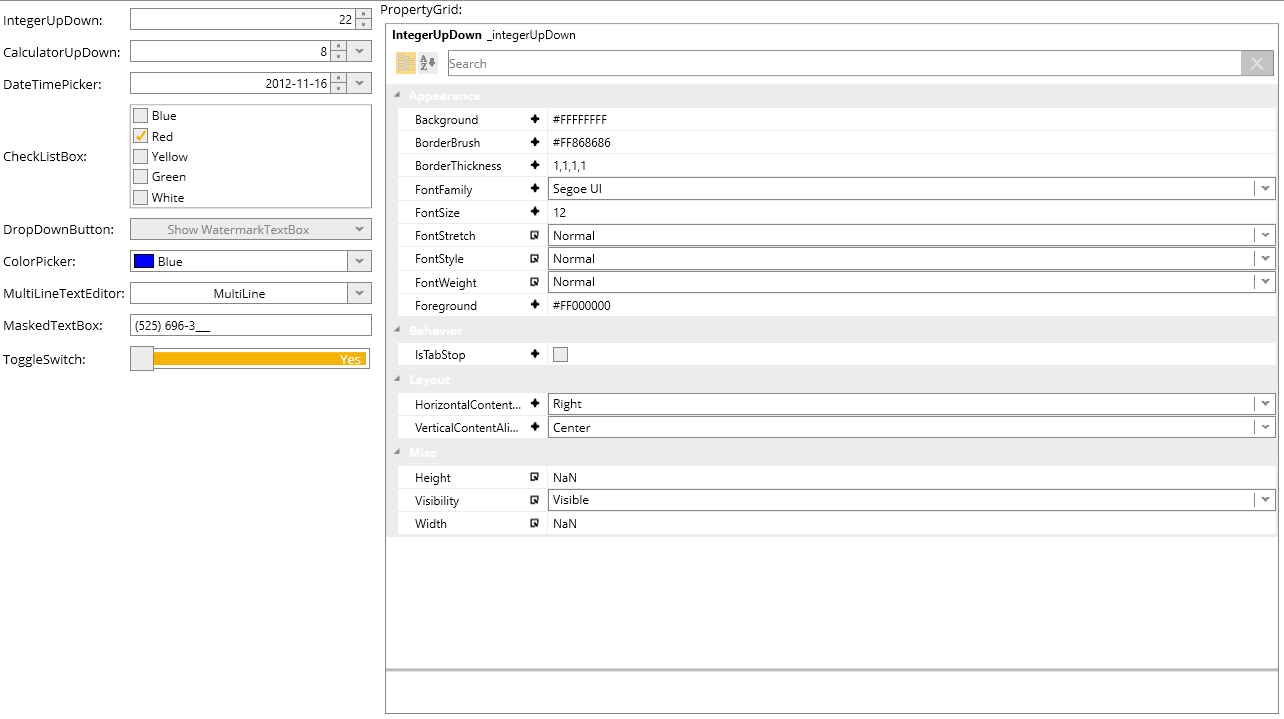 IntegerUpDown: 22
CalculatorUpDown: 8
DateTimePicker: 2012-11-16
CheckListBox:
Blue
Red
Yellow
Green
White
DropDownButton: Show WatermarkTextBox
ColorPicker: Blue
MultiLineTextEditor: MultiLine
MaskedTextBox: (525) 696-3___
ToggleSwitch: Yes
PropertyGrid:
IntegerUpDown _integerUpDown
A Z Search
Appearance
Background #FFFFFFFF
BorderBrush #FF868686
BorderThickness 1,1,1,1
FontFamily Segoe UI
FontSize 12
FontStretch Normal
FontStyle Normal
FontWeight Normal
Foreground #FF000000
Behavior
IsTabStop
Layout
HorizontalContent... Right
VerticalContentAli... Center
Misc
Height NaN
Visibility Visible
Width NaN